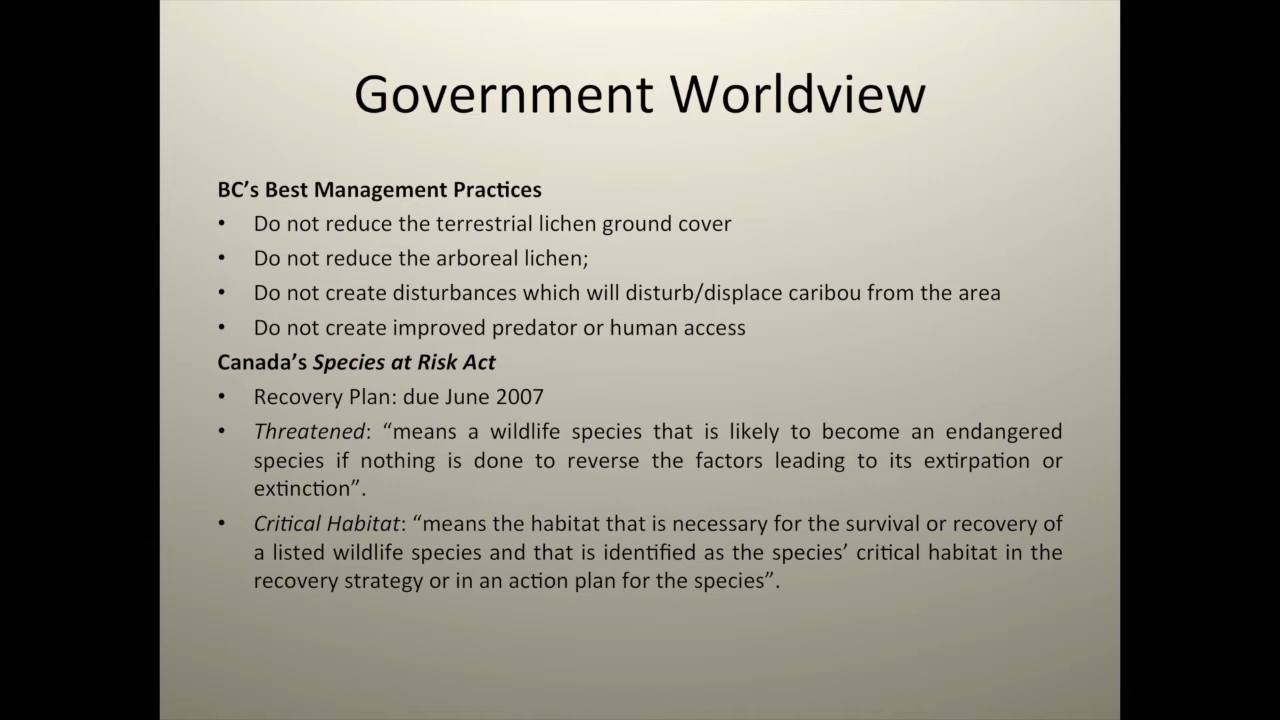 Government Worldview
BC’s Best Management Practices
• Do not reduce the terrestrial lichen ground cover
• Do not reduce the arboreal lichen;
• Do not create disturbances which will disturb/displace caribou from the area
• Do not create improved predator or human access
Canada’s Species at Risk Act
• Recovery Plan: due June 2007
• Threatened: “means a wildlife species that is likely to become an endangered
species if nothing is done to reverse the factors leading to its extirpation or
extinction”.
• Critical Habitat: “means the habitat that is necessary for the survival or recovery of
a listed wildlife species and that is identified as the species’ critical habitat in the
recovery strategy or in an action plan for the species”.